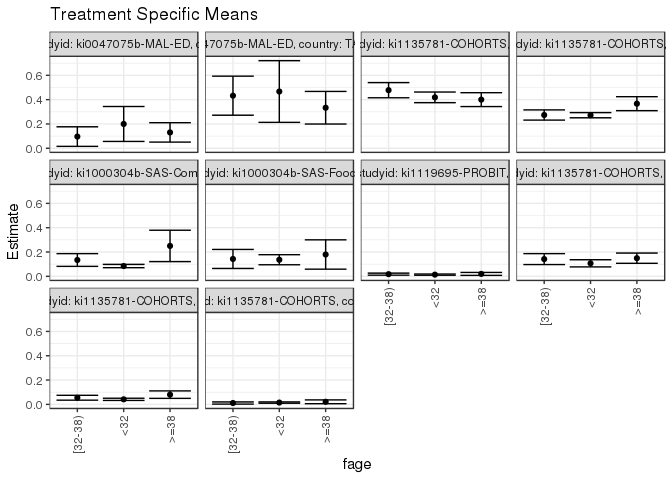 Treatment Specific Means
dyid: ki0047075b-MAL-ED,
47075b-MAL-ED, country:
dyid: ki1135781-COHORTS,
dyid: ki1135781-COHORTS,
0.6
0.4
0.2
0.0
dyid: ki1000304b-SAS-Com
dyid: ki1000304b-SAS-Food
studyid: ki1119695-PROBIT,
dyid: ki1135781-COHORTS,
0.6
0.4
0.2
0.0
dyid: ki1135781-COHORTS,
d: ki1135781-COHORTS, co
[32-38)
<32
>=38
[32-38)
<32
>=38
0.6
0.4
0.2
0.0
[32-38)
<32
>=38
[32-38)
<32
>=38
Estimate
fage